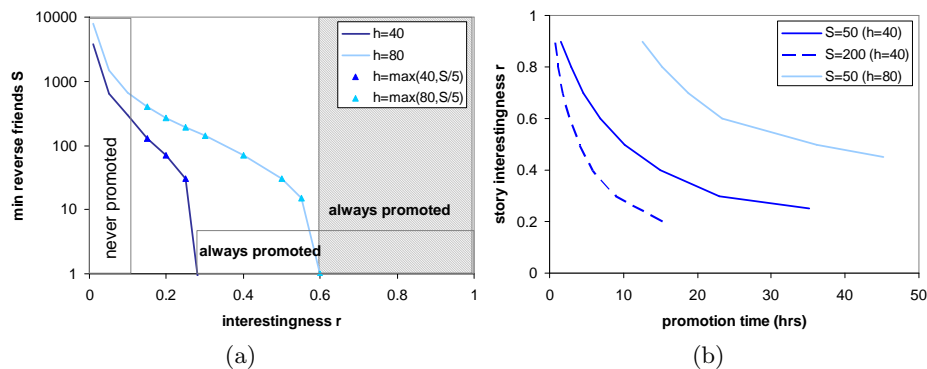 10000
1000
100
10
1
min reverse friends S
0
0.2
0.4
0.6
0.8
1
interestingness r
never promoted
always promoted
always promoted
h=40
h=80
h=max(40,S/5)
h=max(80,S/5)
(a)
1
0.8
0.6
0.4
0.2
0
story interestingness r
0
10
20
30
40
50
promotion time (hrs)
S=50 (h=40)
S=200 (h=40)
S=50 (h=80)
(b)